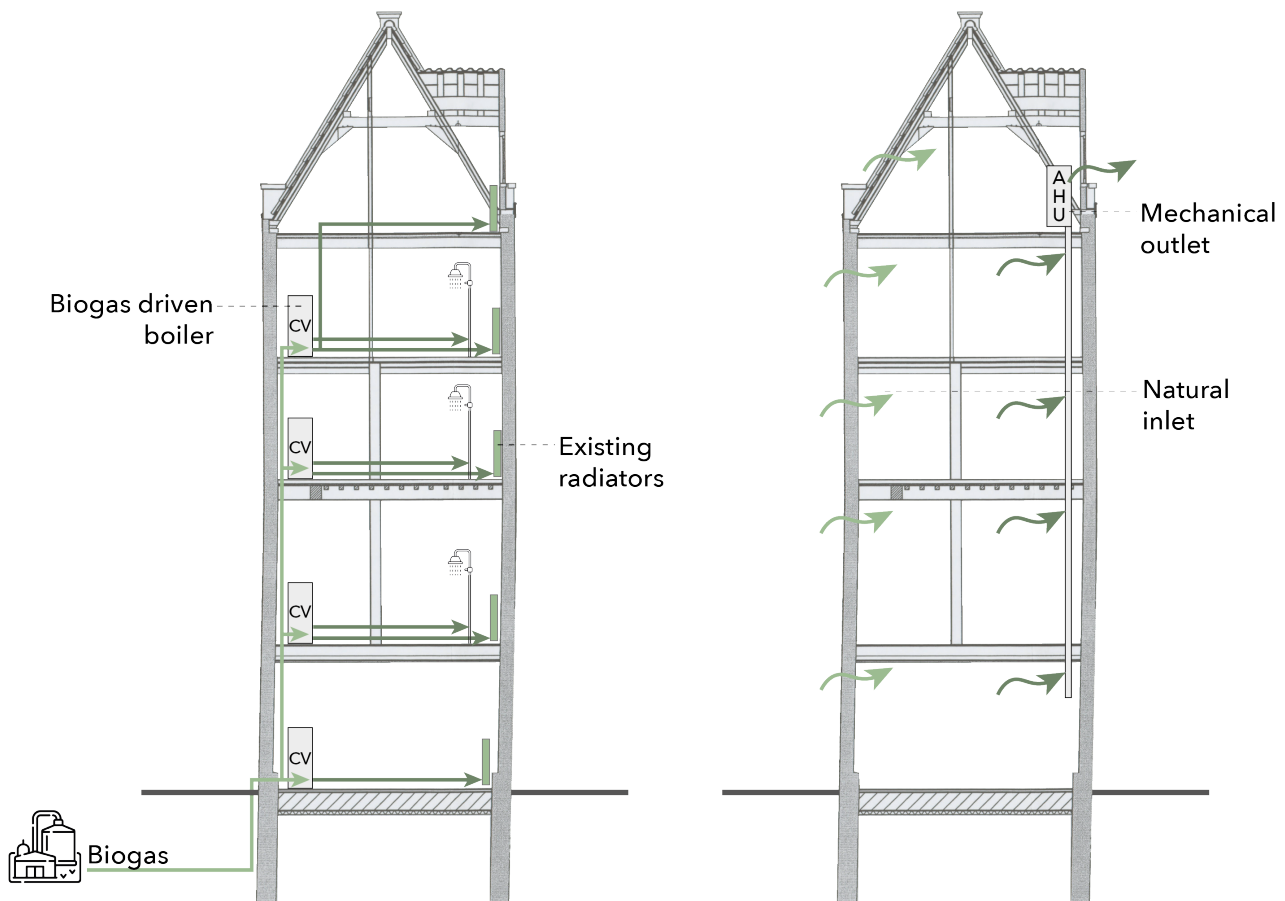 Biogas driven
boiler
CV
CV
Existing
radiators
CV
CV
Biogas
A
H
U
Mechanical
outlet
Natural
inlet